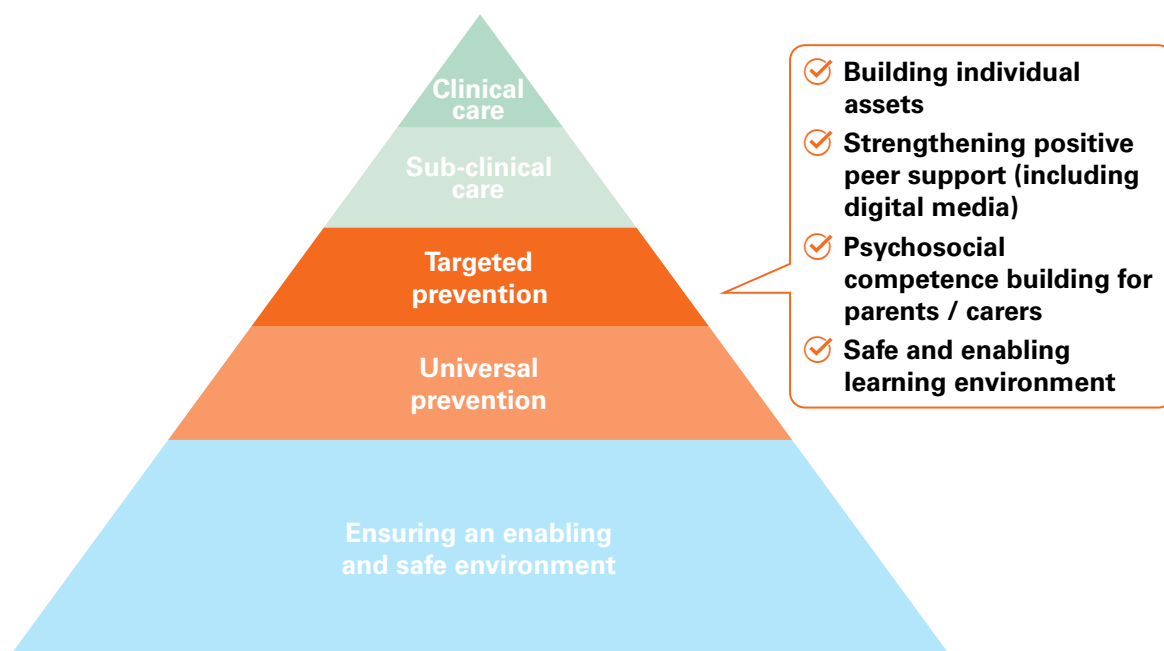 Clinical
care
Sub-clinical
care
Targeted
prevention
Universal
prevention
Ensuring an enabling
and safe environment
Building individual
assets
Strengthening positive
peer support (including
digital media)
Psychosocial
competence building for
parents / carers
Safe and enabling
learning environment